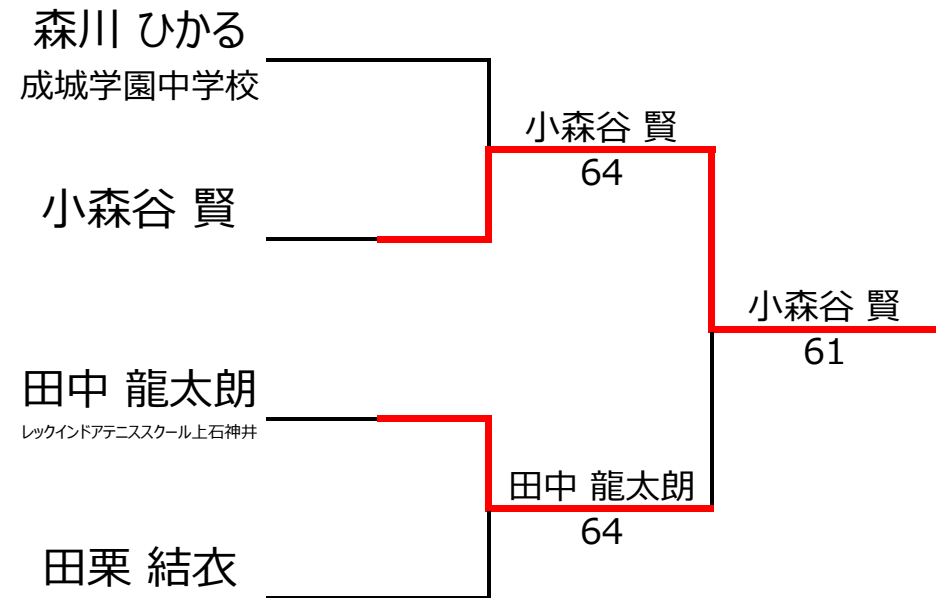 森川 ひかる
成城学園中学校
小森谷 賢
64
小森谷 賢
小森谷 賢
61
田中 龍太朗
レックインドアテニススクール上石神井
田中 龍太朗
64
田栗 結衣